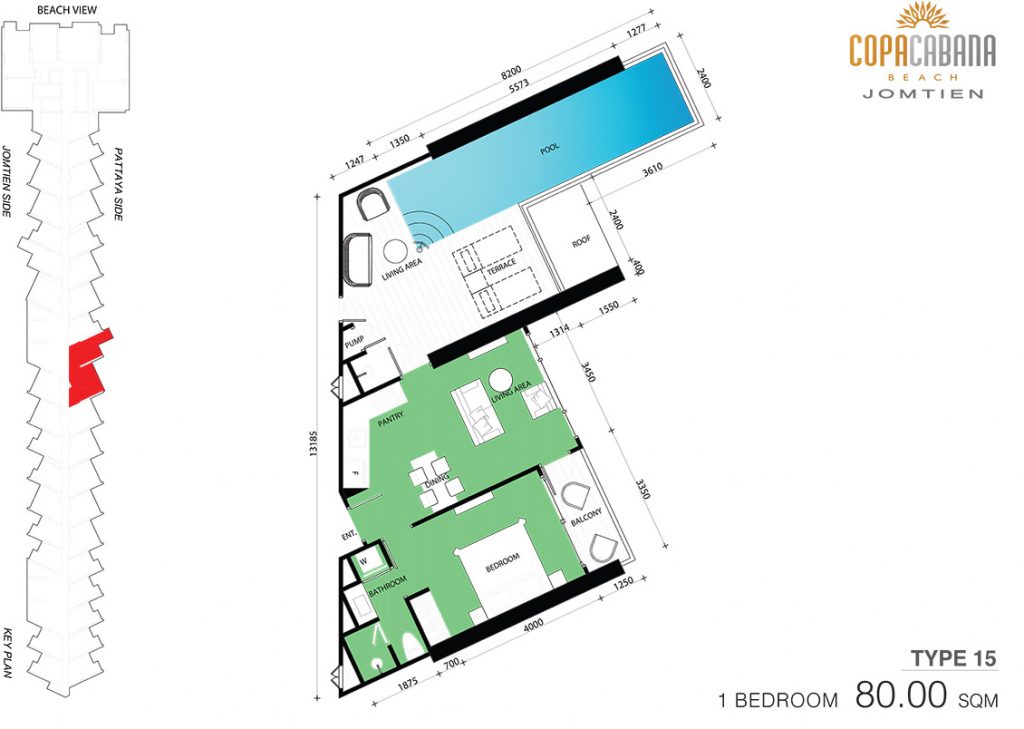 BEACH VIEW
JOMTIEN SIDE
PATTAYA SIDE
KEY PLAN
COPACABANA
BEACH
JOMTIEN
1277
8200
5573
2400
1350
1247
POOL
3610
2400
ROOF
400
LIVING AREA
TERRACE
1550
1314
PUMP
3450
LIVING AREA
PANTRY
13185
F
DINING
3350
BALCONY
ENT.
W
BEDROOM
BATHROOM
1250
4000
700
1875
TYPE 15
1 BEDROOM 80.00 SQM